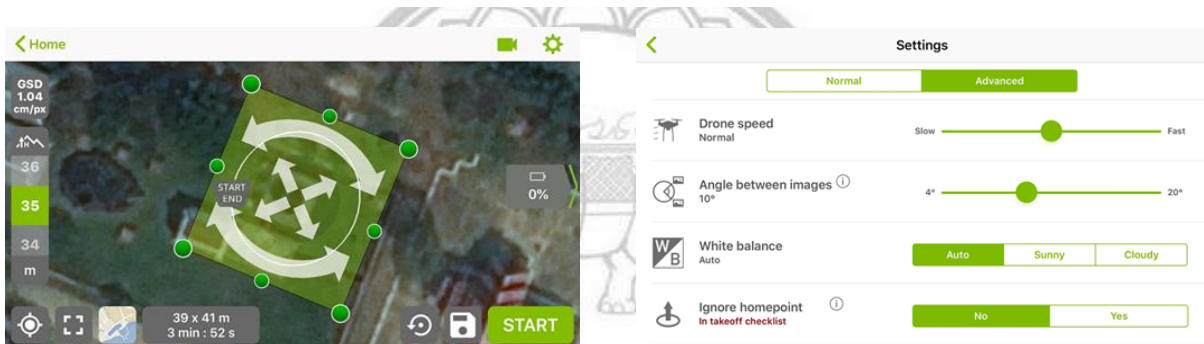 Home
GSD
1.04
cm/px
36
35
34
m
START
END
0%
39 x 41 m
3 min : 52 s
START
Settings
Normal Advanced
Drone speed
Normal
Slow Fast
Angle between images
10°
4° 20°
White balance
Auto
W B
Auto Sunny Cloudy
Ignore homepoint
In takeoff checklist
No Yes